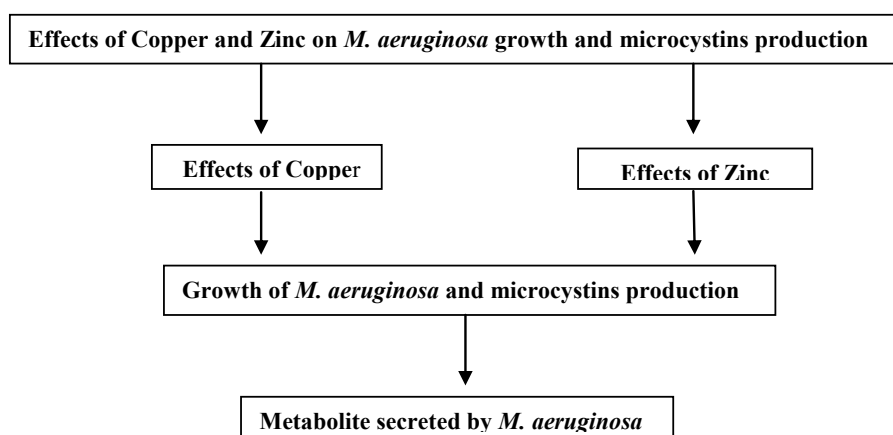 Effects of Copper and Zinc on M. aeruginosa growth and microcystins production
Effects of Copper
Effects of Zinc
Growth of M. aeruginosa and microcystins production
Metabolite secreted by M. aeruginosa